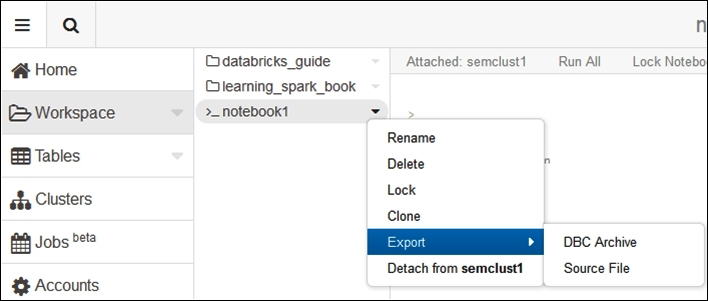 n
Home
Workspace
Tables
Clusters
Jobs beta
Accounts
databricks_guide
learning_spark_book
>_ notebook1
Attached: semclust1 Run All Lock Notebo
>
n
Rename
Delete
Lock
Clone
Export
Detach from semclust1
DBC Archive
Source File